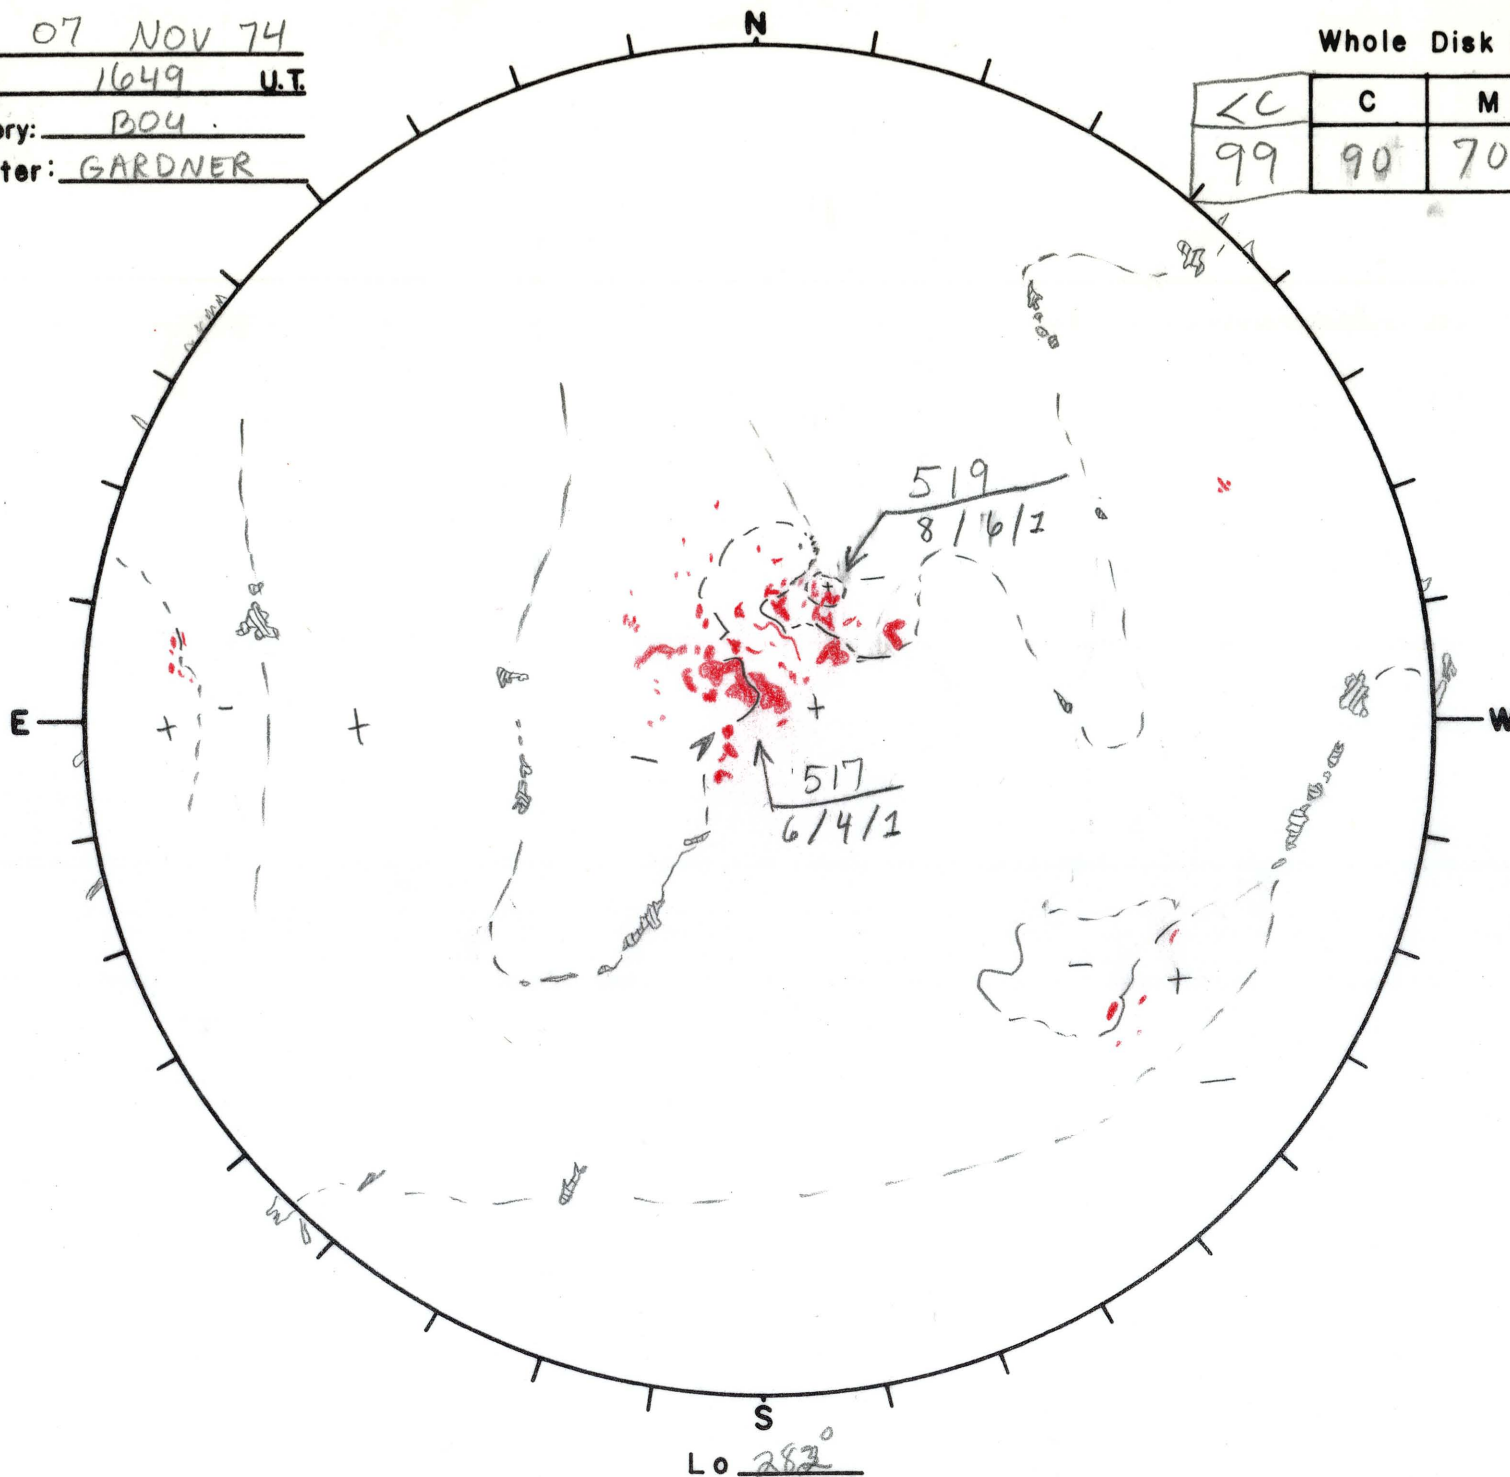 07 NOV 74
1649 U.T.
ory: BOU.
ter: GARDNER
N
Whole Disk
<C C M
99 90 70
519
8/6/1
-
+
+
E
W
+ - +
-
517
6/4/1
- +
-
S
Lo 282°